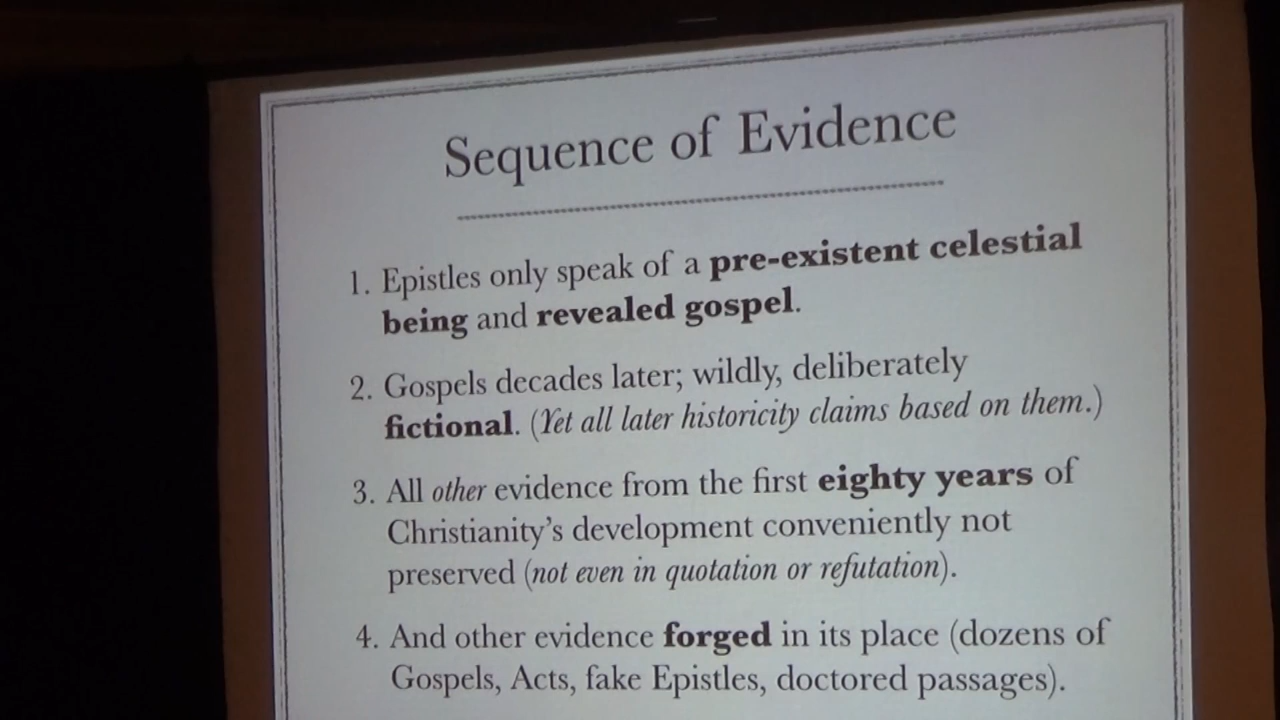 Sequence of Evidence
1. Epistles only speak of a pre-existent celestial
being and revealed gospel.
2. Gospels decades later; wildly, deliberately
fictional. (Yet all later historicity claims based on them.)
3. All other evidence from the first eighty years of
Christianity's development conveniently not
preserved (not even in quotation or refutation).
4. And other evidence forged in its place (dozens of
Gospels, Acts, fake Epistles, doctored passages).